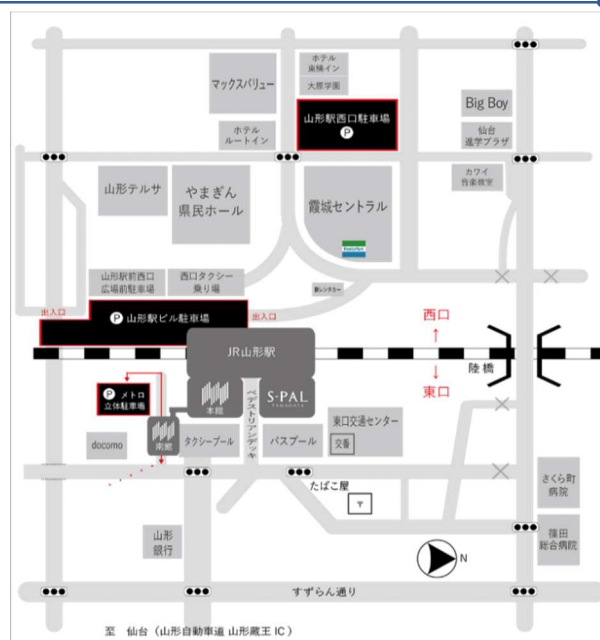 ホテル
東横イン
大原学園
マックスバリュー
山形駅西口駐車場
P
Big Boy
仙台
進学プラザ
ホテル
ルートイン
カワイ
音楽教室
山形テルサ
やまぎん
県民ホール
霞城セントラル
FamilyMart
山形駅前西口
広場前駐車場
西口タクシー
乗り場
駅レンタカー
出入口
P 山形駅ビル駐車場
出入口
西口
↑
JR山形駅
陸橋
↓
東口
P メトロ
立体駐車場
本館
S-PAL
YAMAGATA
ペデストリアンデッキ
docomo
南館
タクシープール
バスプール
東口交通センター
交番
たばこ屋
〒
さくら町
病院
山形
銀行
篠田
総合病院
N
すずらん通り
至 仙台(山形自動車道 山形蔵王 IC)